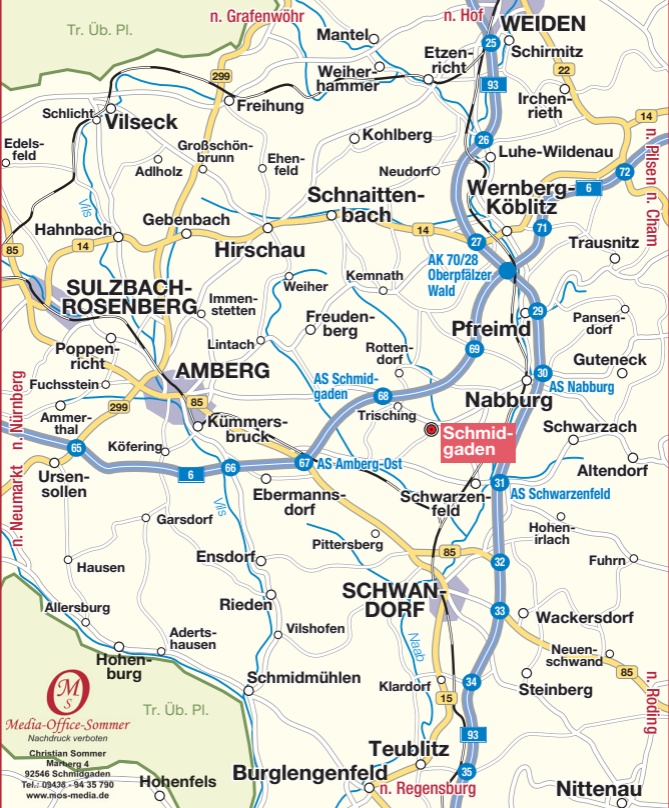 n. Grafenwöhr
n. Hof
WEIDEN
Tr. Üb. Pl.
Mantel
25
Schirmitz
Etzen-
richt
Weiher-
hammer
299
93
22
Irchen-
rieth
Freihung
Schlicht
Vilseck
14
Kohlberg
26
n. Pilsen
Edels-
feld
Großschön-
brunn
Adlholz
Ehen-
feld
Luhe-Wildenau
Neudorf
72
6
Wernberg-
Köblitz
n. Cham
Schnaitten-
bach
Vils
Gebenbach
Hahnbach
14
14
71
27
85
Hirschau
Trausnitz
AK 70/28
Oberpfälzer
Wald
Kemnath
Weiher
SULZBACH-
ROSENBERG
Immen-
stetten
29
Pansen-
dorf
Freuden-
berg
Pfreimd
Lintach
Rotten-
dorf
69
Poppen-
richt
AMBERG
Guteneck
30
AS Nabburg
Fuchsstein
AS Schmid-
gaden
68
Nabburg
n. Nürnberg
299
85
Trisching
Ammer-
thal
Kümmers-
bruck
Schmid-
gaden
Schwarzach
65
Köfering
67
AS Amberg-Ost
66
6
Altendorf
Ursen-
sollen
31
AS Schwarzenfeld
Ebermanns-
dorf
Schwarzen-
feld
n. Neumarkt
Vils
Garsdorf
Hohen-
irlach
Pittersberg
85
Ensdorf
32
Fuhrn
Hausen
SCHWAN-
DORF
Rieden
33
Allersburg
Wackersdorf
Vilshofen
Naab
Aderts-
hausen
Neuen-
schwand
Hohen-
burg
85
Schmidmühlen
Klardorf
34
Steinberg
15
n. Roding
MS
Tr. Üb. Pl.
Media-Office-Sommer
Nachdruck verboten
93
Christian Sommer
Marberg 4
92546 Schmidgaden
Tel.: 09438 - 94 35 790
www.mos-media.de
Teublitz
35
Burglengenfeld
Hohenfels
n. Regensburg
Nittenau